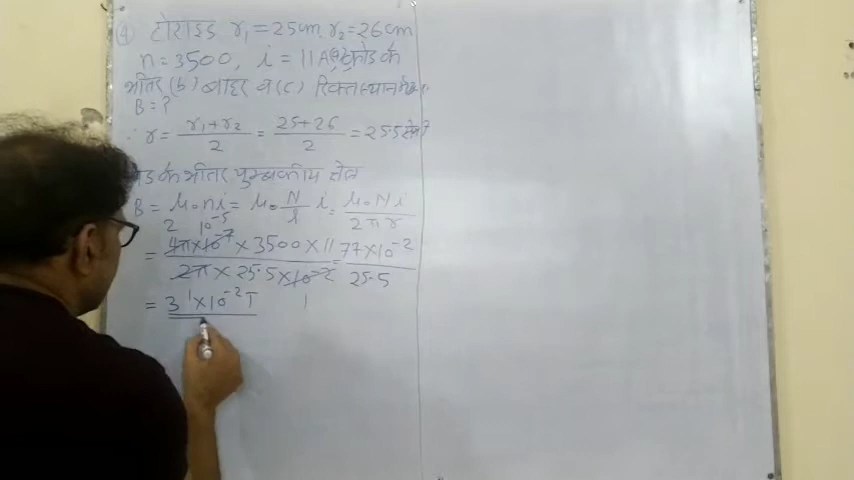 ④ टोराइड r₁ = 25cm r₂ = 26cm
n = 3500, i = 11A (a) क्रोड के
भीतर (b) बाहर व (c) रिक्त स्थान में
B = ?
∴ r = (r₁+r₂)/2 = (25+26)/2 = 25.5
के भीतर चुम्बकीय क्षेत्र
B = μ₀ni = μ₀ N/l i = μ₀Ni/2πr
= (4π×10⁻⁷ × 3500 × 11)/(2π × 25.5 × 10⁻²) = (77×10⁻²)/25.5
= 3.1×10⁻² T